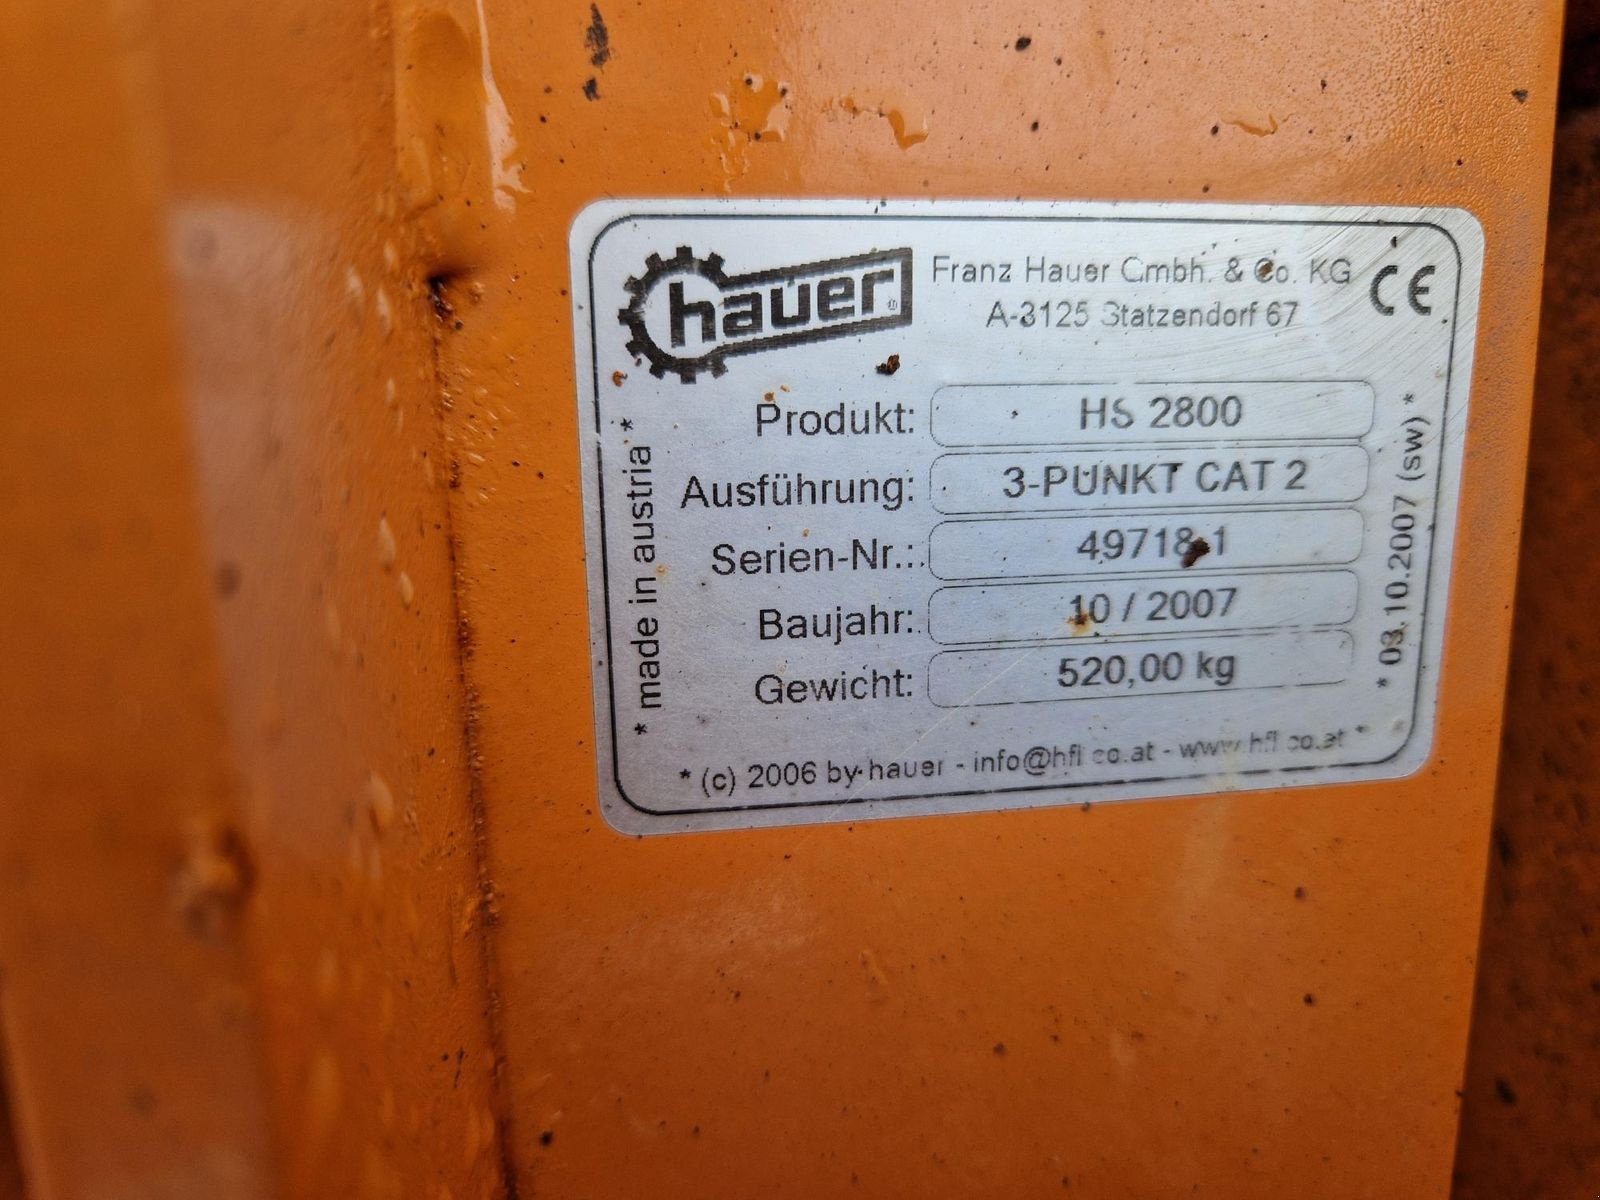 hauer
Franz Hauer Gmbh. & Co. KG
A-3125 Statzendorf 67
CE
Produkt: HS 2800
Ausführung: 3-PUNKT CAT 2
Serien-Nr.: 49718-1
Baujahr: 10 / 2007
Gewicht: 520,00 kg
* made in austria *
* 03.10.2007 (sw) *
* (c) 2006 by hauer - info@hfl.co.at - www.hfl.co.at *